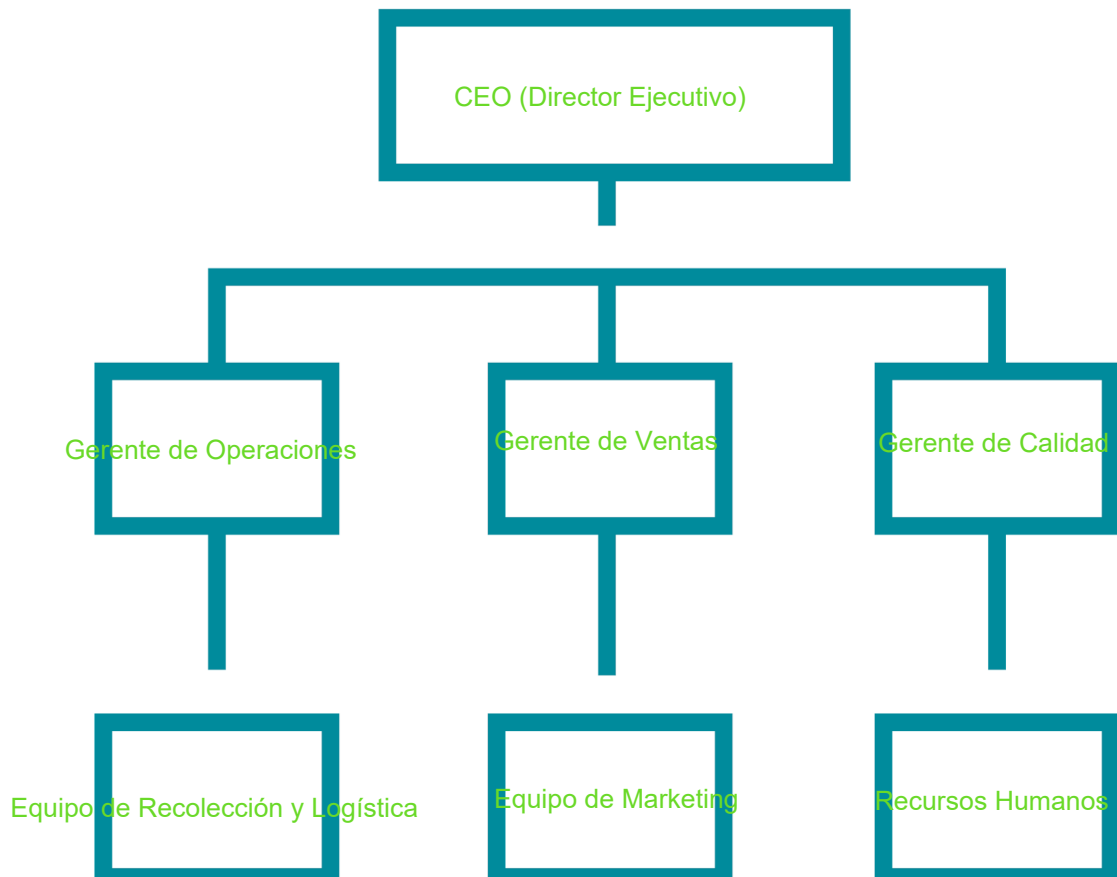 CEO (Director Ejecutivo)
Gerente de Operaciones
Gerente de Ventas
Gerente de Calidad
Equipo de Recolección y Logística
Equipo de Marketing
Recursos Humanos